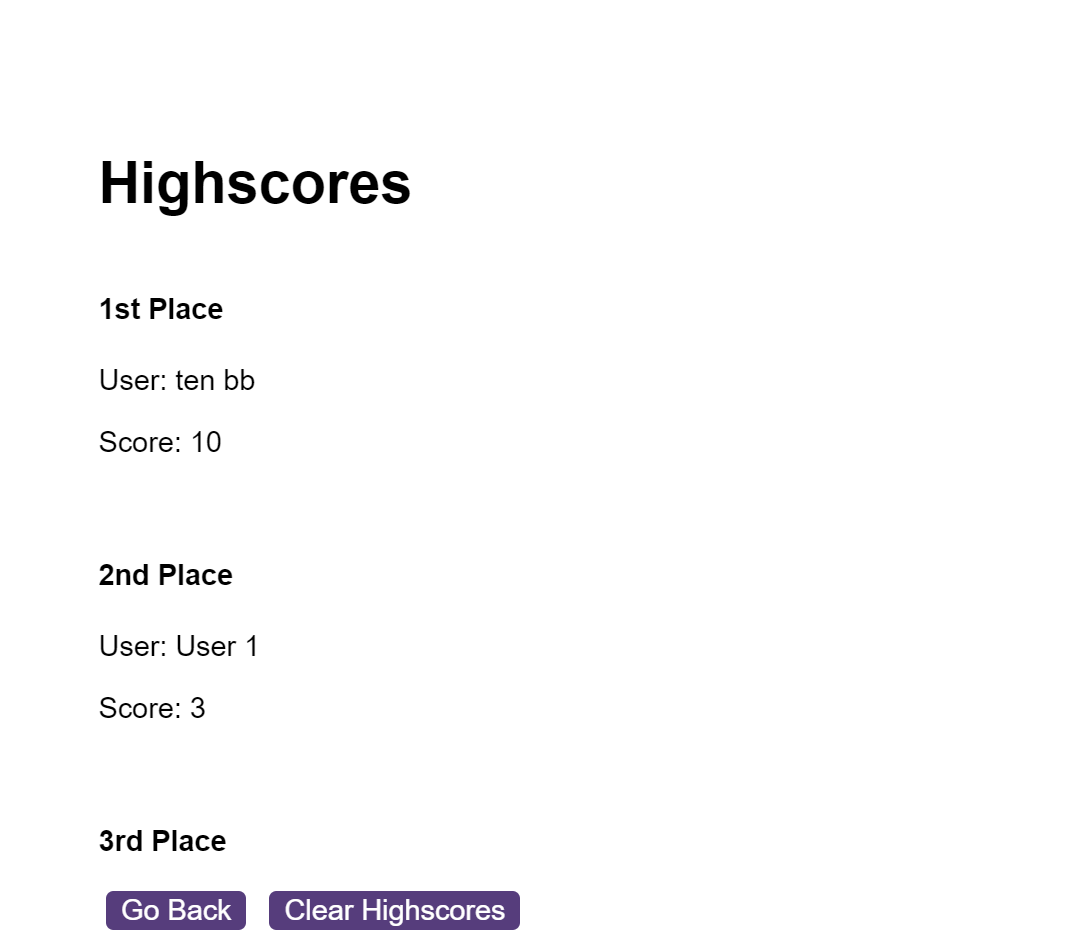 Highscores
1st Place
User: ten bb
Score: 10
2nd Place
User: User 1
Score: 3
3rd Place
Go Back Clear Highscores